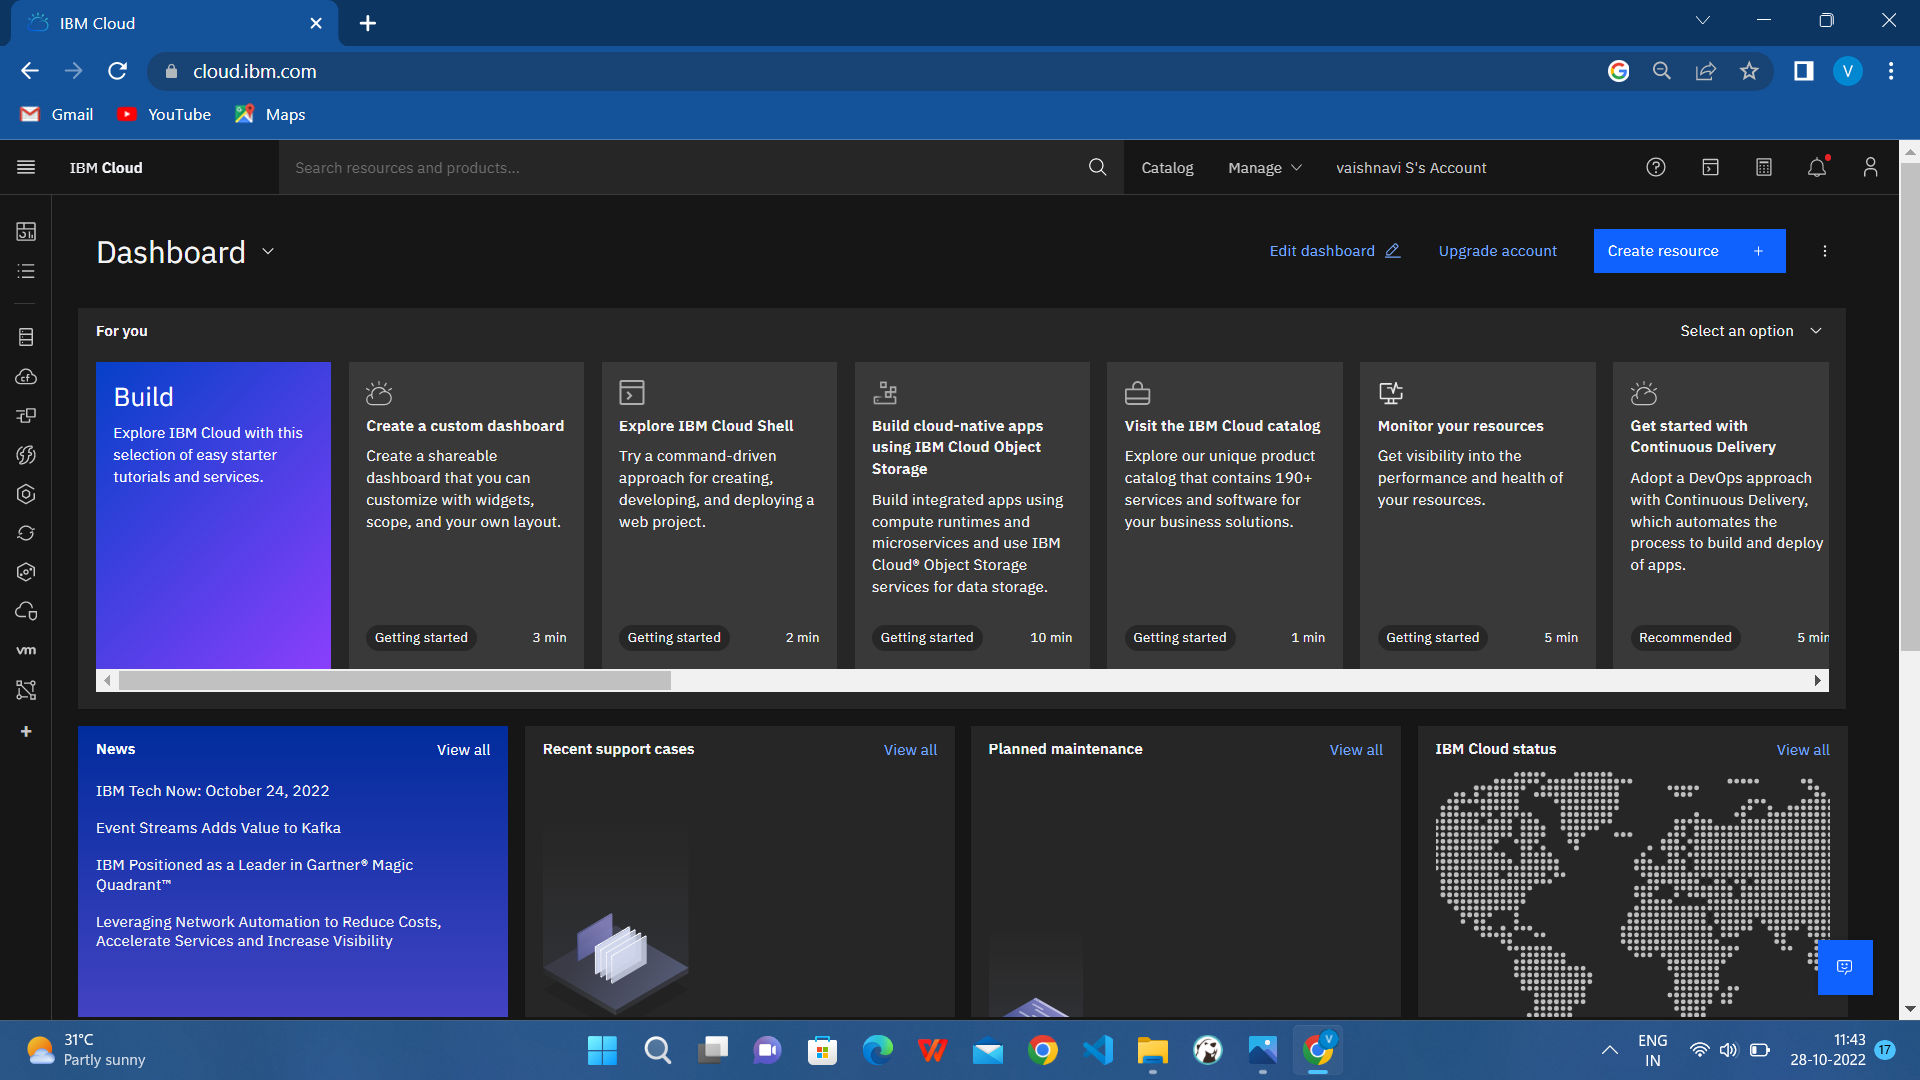 IBM Cloud
cloud.ibm.com
V
Gmail
YouTube
Maps
IBM Cloud
Search resources and products...
Catalog
Manage
vaishnavi S's Account
Dashboard
Edit dashboard
Upgrade account
Create resource +
For you
Select an option
Build
Explore IBM Cloud with this
selection of easy starter
tutorials and services.
Create a custom dashboard
Create a shareable
dashboard that you can
customize with widgets,
scope, and your own layout.
Getting started
3 min
Explore IBM Cloud Shell
Try a command-driven
approach for creating,
developing, and deploying a
web project.
Getting started
2 min
Build cloud-native apps
using IBM Cloud Object
Storage
Build integrated apps using
compute runtimes and
microservices and use IBM
Cloud® Object Storage
services for data storage.
Getting started
10 min
Visit the IBM Cloud catalog
Explore our unique product
catalog that contains 190+
services and software for
your business solutions.
Getting started
1 min
Monitor your resources
Get visibility into the
performance and health of
your resources.
Getting started
5 min
Get started with
Continuous Delivery
Adopt a DevOps approach
with Continuous Delivery,
which automates the
process to build and deploy
of apps.
Recommended
5 min
cf
vm
News
View all
IBM Tech Now: October 24, 2022
Event Streams Adds Value to Kafka
IBM Positioned as a Leader in Gartner® Magic
Quadrant™
Leveraging Network Automation to Reduce Costs,
Accelerate Services and Increase Visibility
Recent support cases
View all
Planned maintenance
View all
IBM Cloud status
View all
31°C
Partly sunny
V
ENG
IN
11:43
28-10-2022
17